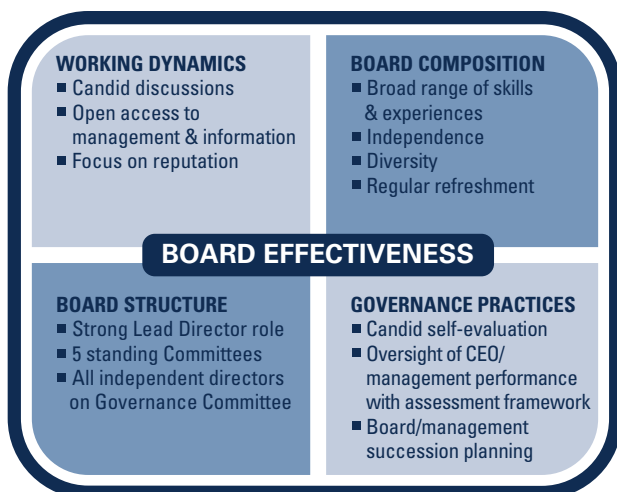 WORKING DYNAMICS
■ Candid discussions
■ Open access to
management & information
■ Focus on reputation
BOARD COMPOSITION
■ Broad range of skills
& experiences
■ Independence
■ Diversity
■ Regular refreshment
BOARD EFFECTIVENESS
BOARD STRUCTURE
■ Strong Lead Director role
■ 5 standing Committees
■ All independent directors
on Governance Committee
GOVERNANCE PRACTICES
■ Candid self-evaluation
■ Oversight of CEO/
management performance
with assessment framework
■ Board/management
succession planning